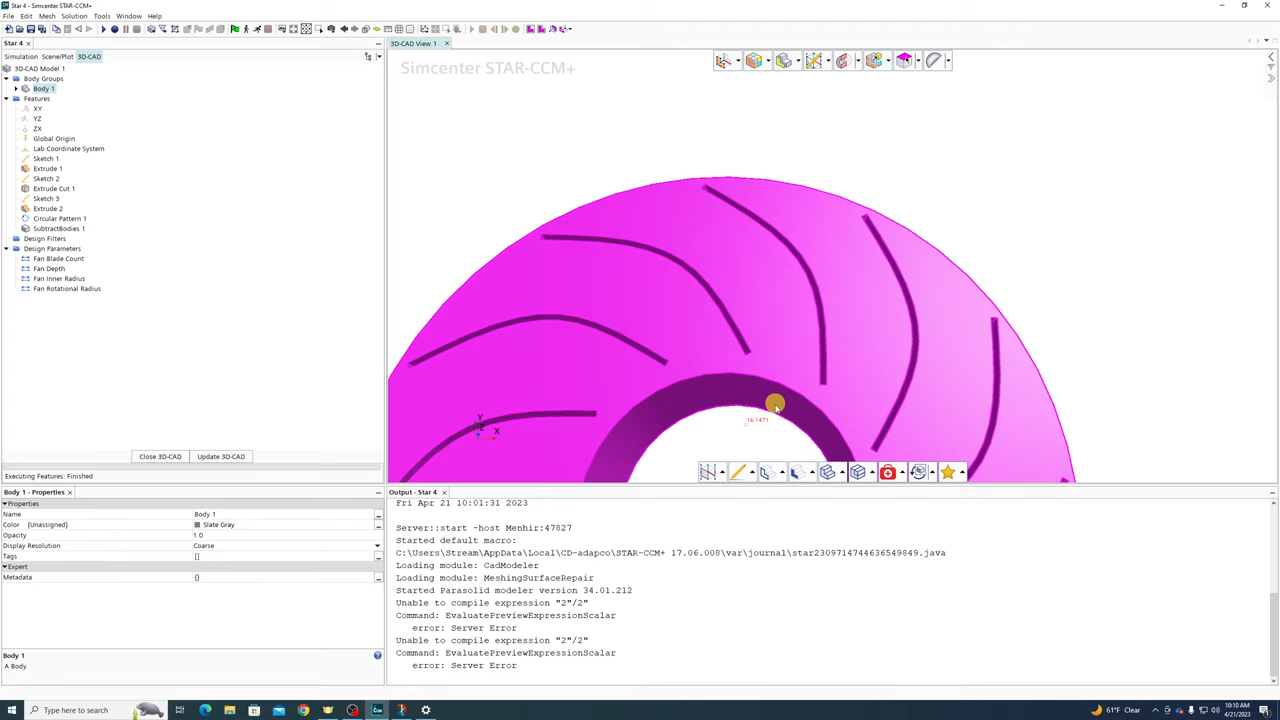 Star 4 - Simcenter STAR-CCM+
File Edit Mesh Solution Tools Window Help
Star 4
3D-CAD View 1
Simulation Scene/Plot 3D-CAD
3D-CAD Model 1
Body Groups
Body 1
Features
XY
YZ
ZX
Global Origin
Lab Coordinate System
Sketch 1
Extrude 1
Sketch 2
Extrude Cut 1
Sketch 3
Extrude 2
Circular Pattern 1
SubtractBodies 1
Design Filters
Design Parameters
Fan Blade Count
Fan Depth
Fan Inner Radius
Fan Rotational Radius
Simcenter STAR-CCM+
Y
Z
X
16.1471
Close 3D-CAD Update 3D-CAD
Executing Features: Finished
Body 1 - Properties
Properties
Name Body 1
Color {Unassigned} Slate Gray
Opacity 1.0
Display Resolution Coarse
Tags []
Expert
Metadata {}
Body 1
A Body
Output - Star 4
Fri Apr 21 10:01:31 2023
Server::start -host Menhir:47827
Started default macro:
C:\Users\Stream\AppData\Local\CD-adapco\STAR-CCM+ 17.06.008\var\journal\star2309714744636549849.java
Loading module: CadModeler
Loading module: MeshingSurfaceRepair
Started Parasolid modeler version 34.01.212
Unable to compile expression "2"/2"
Command: EvaluatePreviewExpressionScalar
error: Server Error
Unable to compile expression "2"/2"
Command: EvaluatePreviewExpressionScalar
error: Server Error
Type here to search
61°F Clear
10:10 AM
4/21/2023